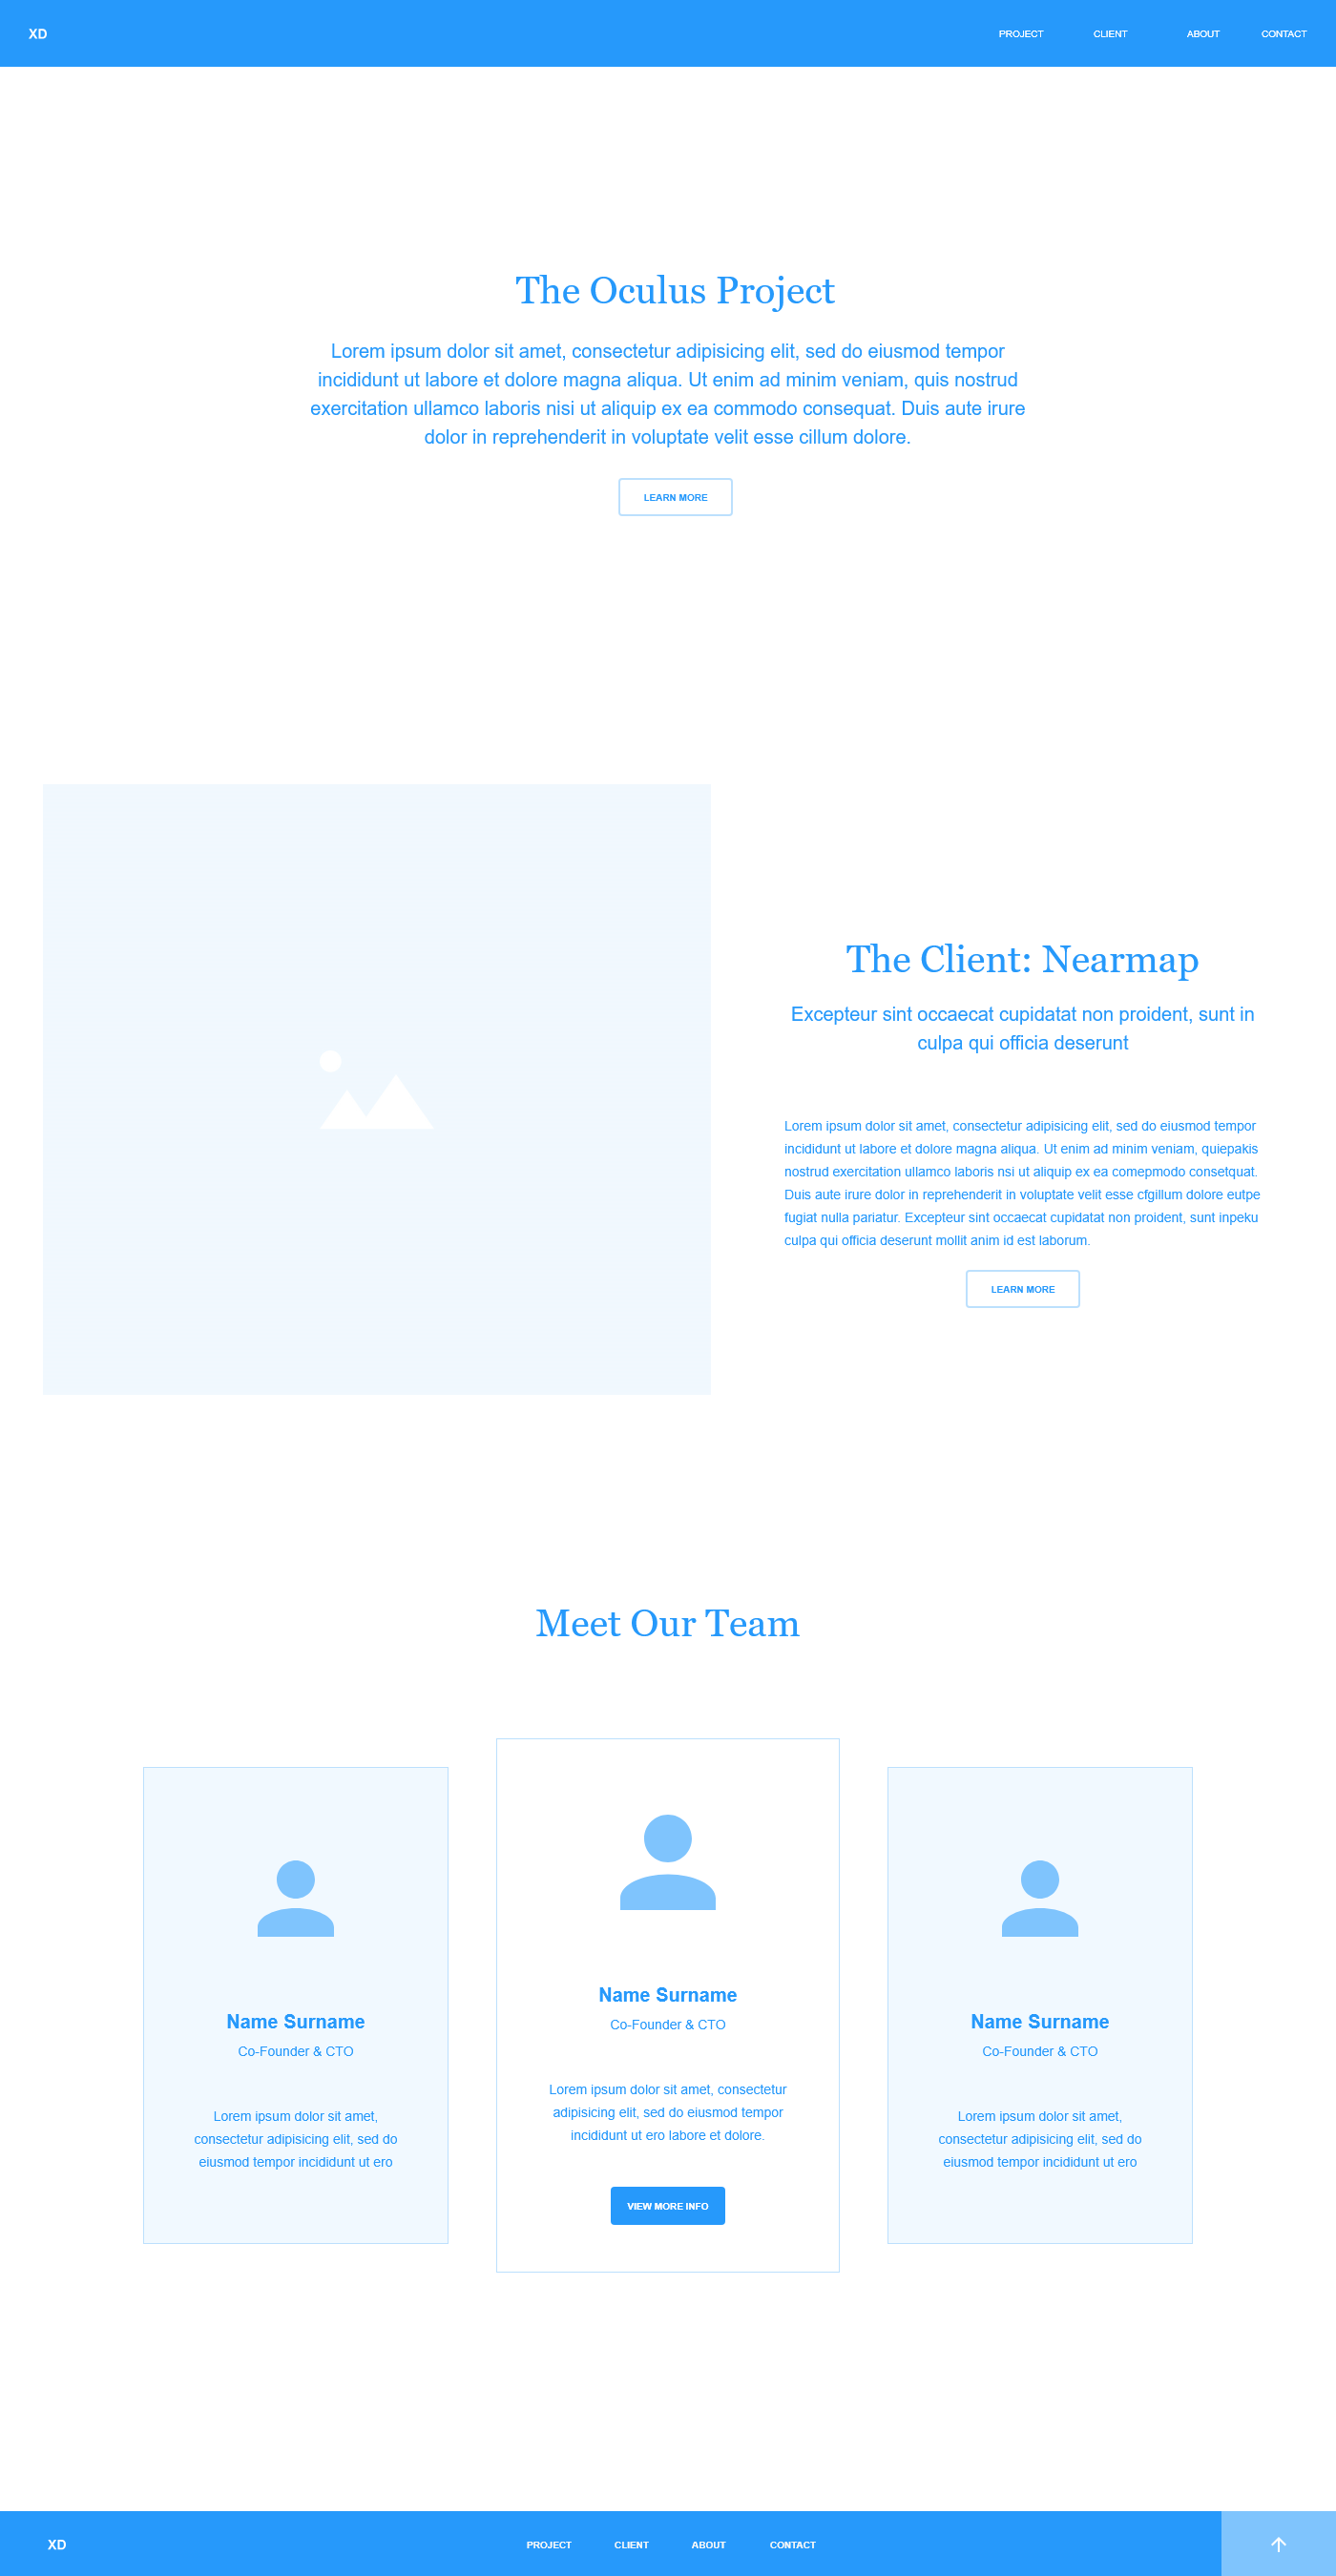 XD
PROJECT CLIENT ABOUT CONTACT
The Oculus Project
Lorem ipsum dolor sit amet, consectetur adipisicing elit, sed do eiusmod tempor
incididunt ut labore et dolore magna aliqua. Ut enim ad minim veniam, quis nostrud
exercitation ullamco laboris nisi ut aliquip ex ea commodo consequat. Duis aute irure
dolor in reprehenderit in voluptate velit esse cillum dolore.
LEARN MORE
The Client: Nearmap
Excepteur sint occaecat cupidatat non proident, sunt in
culpa qui officia deserunt
Lorem ipsum dolor sit amet, consectetur adipisicing elit, sed do eiusmod tempor
incididunt ut labore et dolore magna aliqua. Ut enim ad minim veniam, quiepakis
nostrud exercitation ullamco laboris nsi ut aliquip ex ea comepmodo consetquat.
Duis aute irure dolor in reprehenderit in voluptate velit esse cfgillum dolore eutpe
fugiat nulla pariatur. Excepteur sint occaecat cupidatat non proident, sunt inpeku
culpa qui officia deserunt mollit anim id est laborum.
LEARN MORE
Meet Our Team
Name Surname
Co-Founder & CTO
Lorem ipsum dolor sit amet,
consectetur adipisicing elit, sed do
eiusmod tempor incididunt ut ero
Name Surname
Co-Founder & CTO
Lorem ipsum dolor sit amet, consectetur
adipisicing elit, sed do eiusmod tempor
incididunt ut ero labore et dolore.
VIEW MORE INFO
Name Surname
Co-Founder & CTO
Lorem ipsum dolor sit amet,
consectetur adipisicing elit, sed do
eiusmod tempor incididunt ut ero
XD
PROJECT CLIENT ABOUT CONTACT